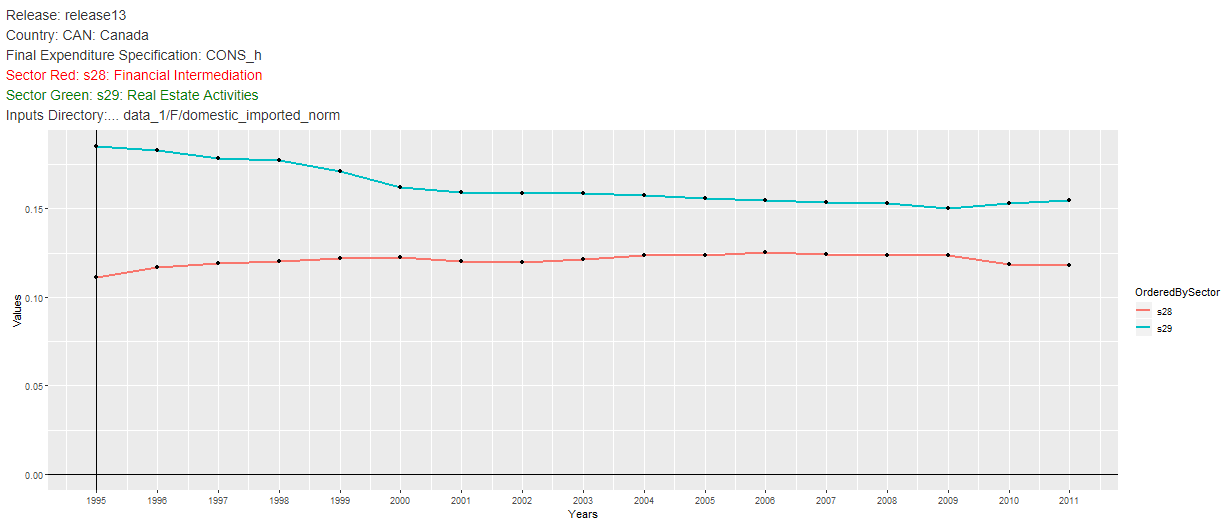 Release: release13
Country: CAN: Canada
Final Expenditure Specification: CONS_h
Sector Red: s28: Financial Intermediation
Sector Green: s29: Real Estate Activities
Inputs Directory:... data_1/F/domestic_imported_norm
0.15
0.10
0.05
0.00
Values
1995 1996 1997 1998 1999 2000 2001 2002 2003 2004 2005 2006 2007 2008 2009 2010 2011
Years
OrderedBySector
s28
s29